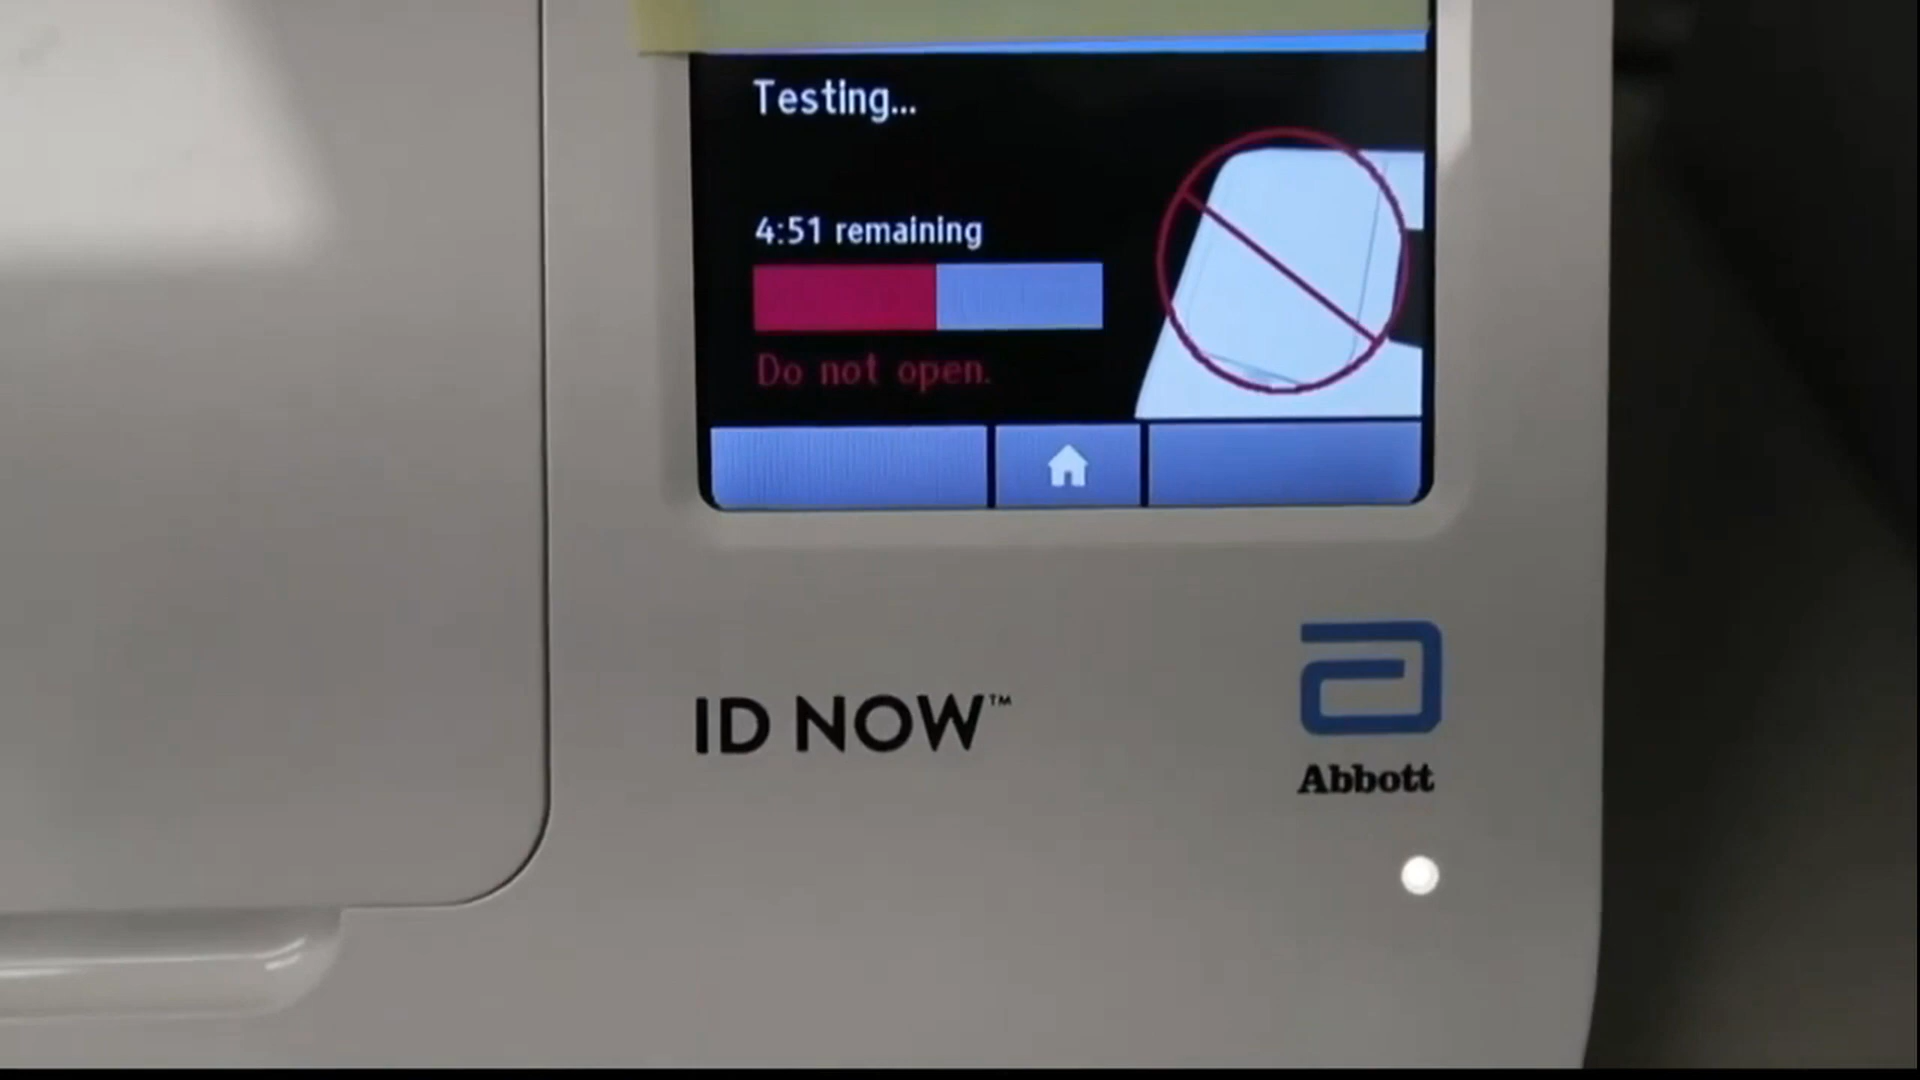 Testing...
4:51 remaining
Do not open.
ID NOW™
Abbott